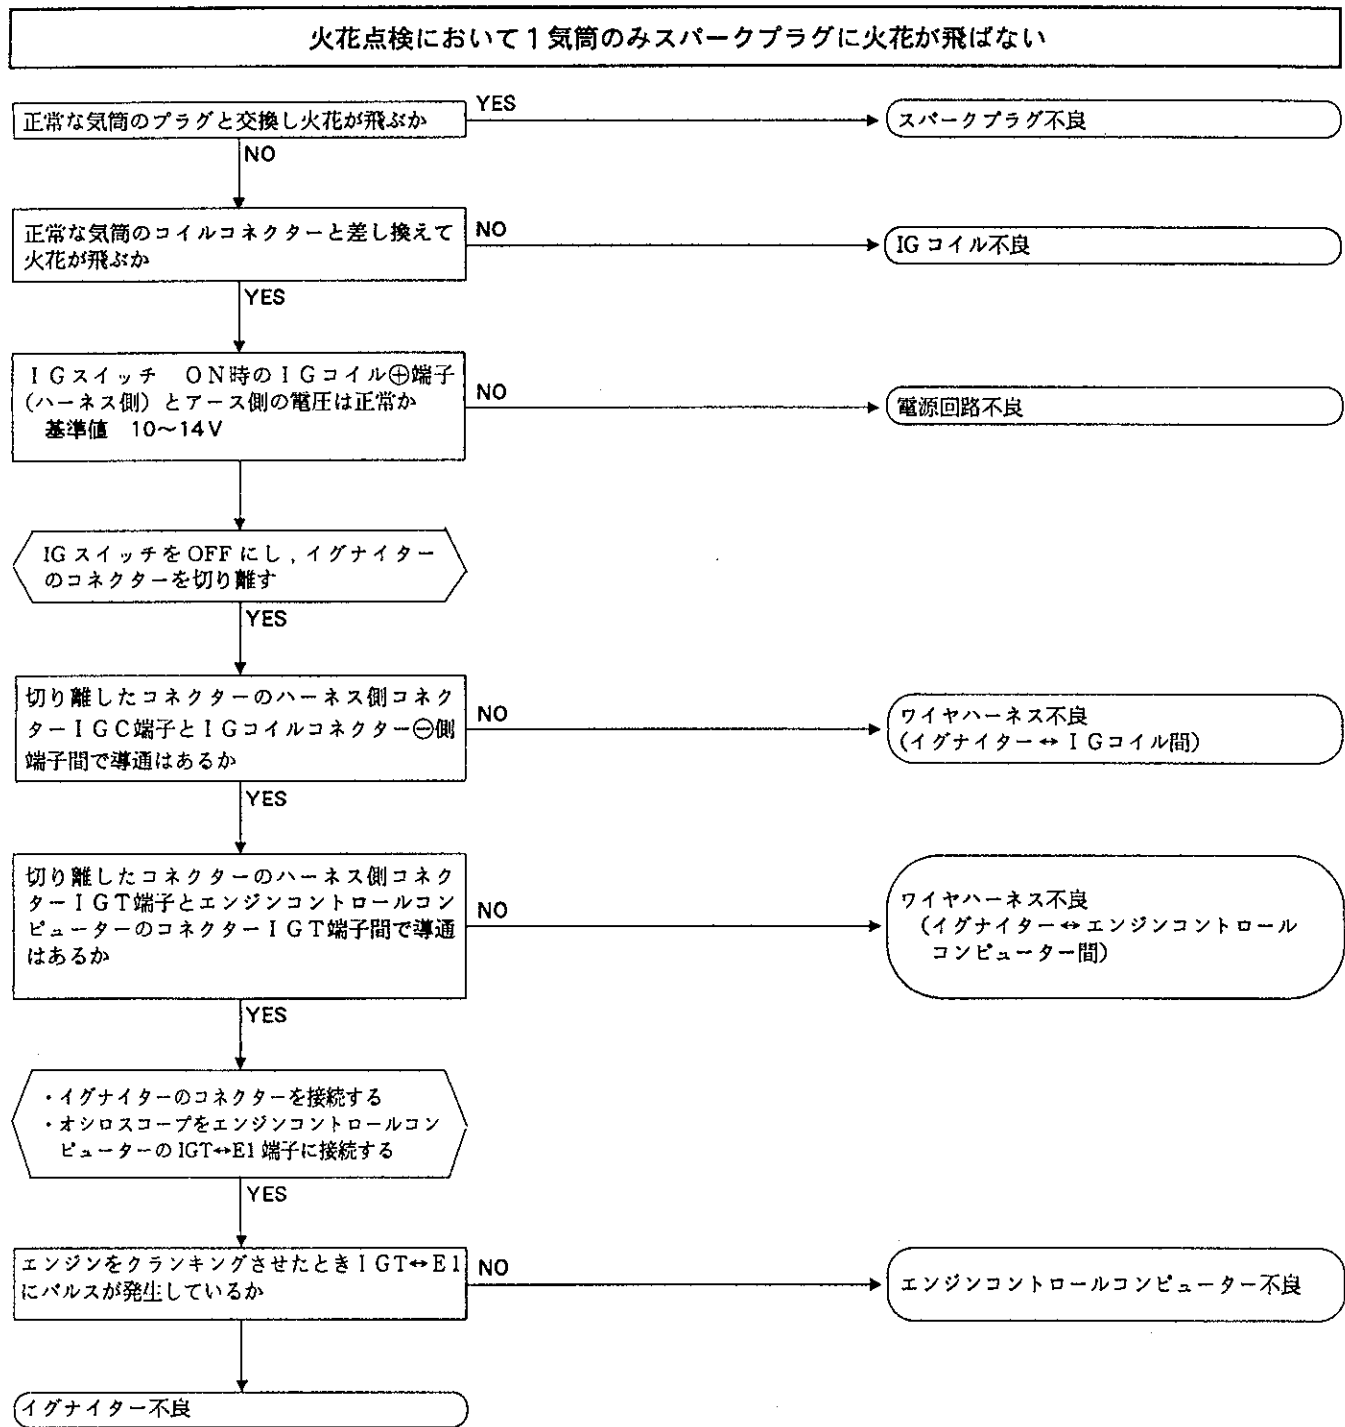 火花点検において1気筒のみスパークプラグに火花が飛ばない
正常な気筒のプラグと交換し火花が飛ぶか
YES
スパークプラグ不良
NO
正常な気筒のコイルコネクターと差し換えて
火花が飛ぶか
NO
IG コイル不良
YES
IGスイッチ ON時のIGコイル⊕端子
(ハーネス側) とアース側の電圧は正常か
基準値 10~14V
NO
電源回路不良
IG スイッチを OFF にし,イグナイター
のコネクターを切り離す
YES
切り離したコネクターのハーネス側コネク
ターIGC端子とIGコイルコネクター⊖側
端子間で導通はあるか
NO
ワイヤハーネス不良
(イグナイター↔IGコイル間)
YES
切り離したコネクターのハーネス側コネク
ターIGT端子とエンジンコントロールコン
ピューターのコネクターIGT端子間で導通
はあるか
NO
ワイヤハーネス不良
(イグナイター↔エンジンコントロール
コンピューター間)
YES
・イグナイターのコネクターを接続する
・オシロスコープをエンジンコントロールコン
ピューターの IGT↔E1 端子に接続する
YES
エンジンをクランキングさせたときIGT↔E1
にパルスが発生しているか
NO
エンジンコントロールコンピューター不良
イグナイター不良